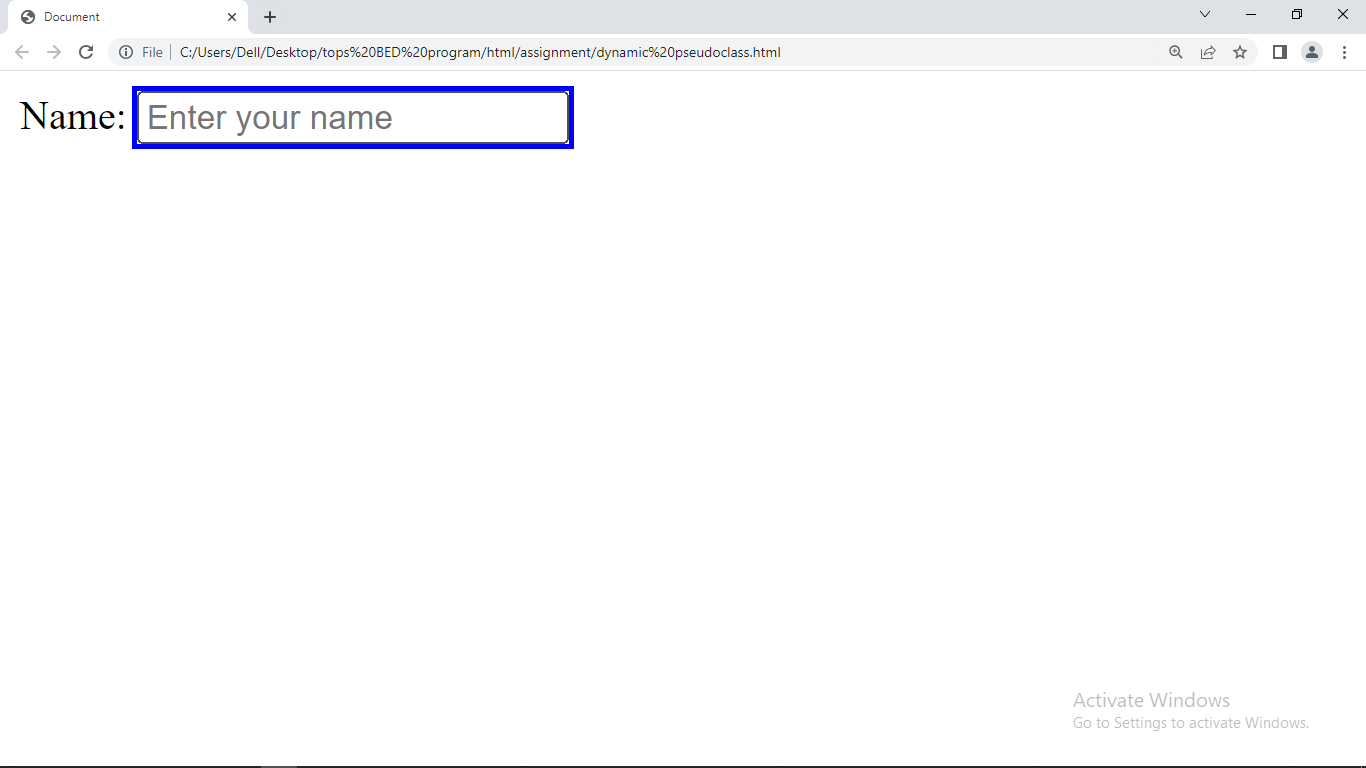 Document
File C:/Users/Dell/Desktop/tops%20BED%20program/html/assignment/dynamic%20pseudoclass.html
Name: Enter your name
Activate Windows
Go to Settings to activate Windows.